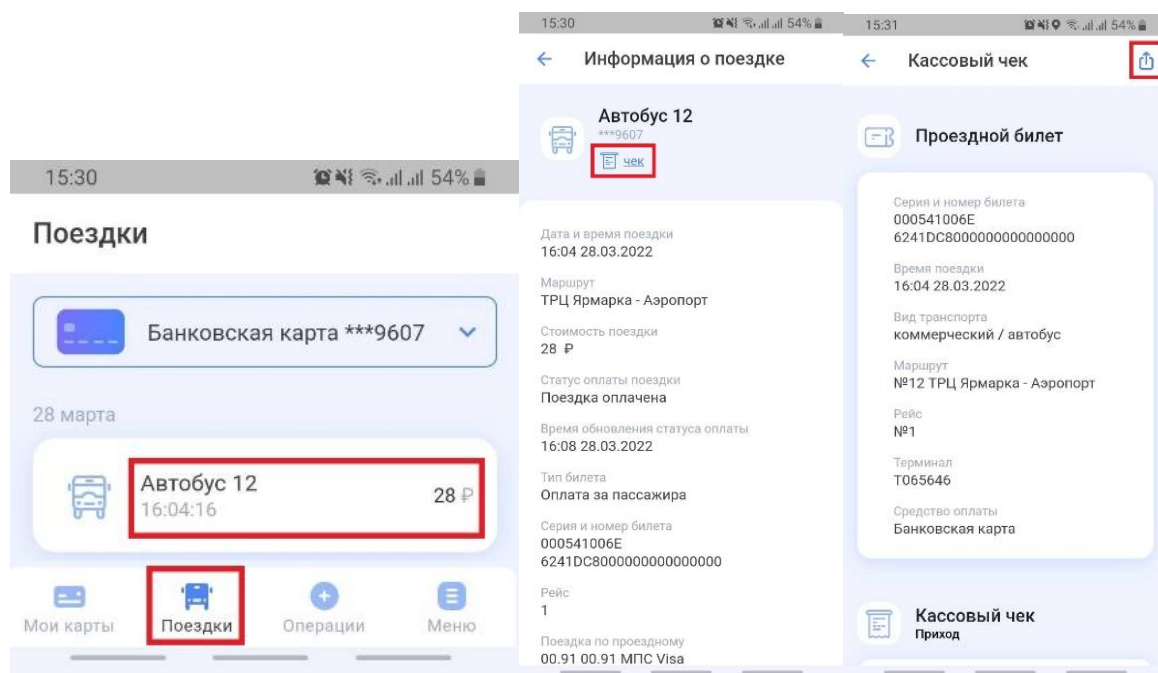 15:30
54%
Поездки
Банковская карта ***9607
28 марта
Автобус 12
28 ₽
16:04:16
Мои карты
Поездки
Операции
Меню
15:30
54%
Информация о поездке
Автобус 12
***9607
чек
Дата и время поездки
16:04 28.03.2022
Маршрут
ТРЦ Ярмарка - Аэропорт
Стоимость поездки
28 ₽
Статус оплаты поездки
Поездка оплачена
Время обновления статуса оплаты
16:08 28.03.2022
Тип билета
Оплата за пассажира
Серия и номер билета
000541006E
6241DC8000000000000000
Рейс
1
Поездка по проездному
00.91 00.91 МПС Visa
15:31
54%
Кассовый чек
Проездной билет
Серия и номер билета
000541006E
6241DC8000000000000000
Время поездки
16:04 28.03.2022
Вид транспорта
коммерческий / автобус
Маршрут
№12 ТРЦ Ярмарка - Аэропорт
Рейс
№1
Терминал
T065646
Средство оплаты
Банковская карта
Кассовый чек
Приход